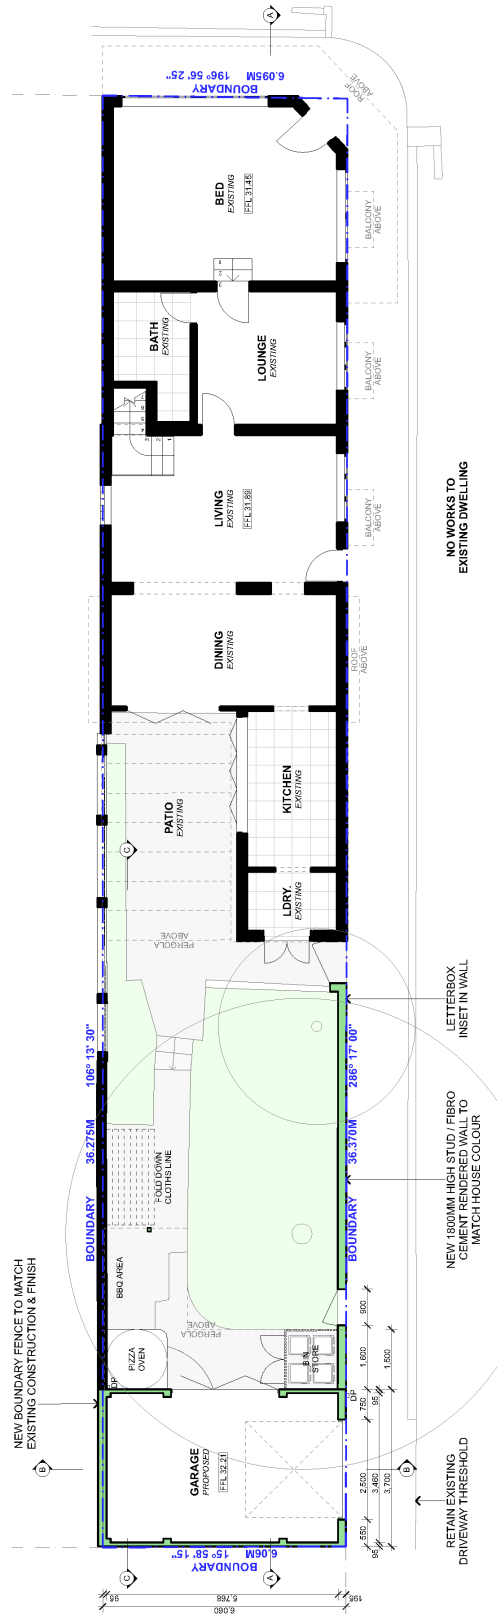 A
6.095M 196° 56' 25"
BOUNDARY
ROOF
ABOVE
BED
EXISTING
FFL 31.45
BALCONY
ABOVE
BATH
EXISTING
LOUNGE
EXISTING
BALCONY
ABOVE
LIVING
EXISTING
FFL 31.89
BALCONY
ABOVE
NO WORKS TO
EXISTING DWELLING
DINING
EXISTING
ROOF
ABOVE
PATIO
EXISTING
KITCHEN
EXISTING
C
LDRY.
EXISTING
PERGOLA
ABOVE
LETTERBOX
INSET IN WALL
BOUNDARY 36.275M 106° 13' 30"
BOUNDARY 36.370M 286° 17' 00"
FOLD DOWN
CLOTHS LINE
NEW 1800MM HIGH STUD / FIBRO
CEMENT RENDERED WALL TO
MATCH HOUSE COLOUR
BBQ AREA
NEW BOUNDARY FENCE TO MATCH
EXISTING CONSTRUCTION & FINISH
PERGOLA
ABOVE
PIZZA
OVEN
BIN
STORE
DP
DP
900
1,600
1,500
750
95
2,500
3,460
3,700
550
95
GARAGE
PROPOSED
FFL 32.21
B
B
RETAIN EXISTING
DRIVEWAY THRESHOLD
6.06M 15° 58' 15"
BOUNDARY
C
A
95
5,766
195
6,060